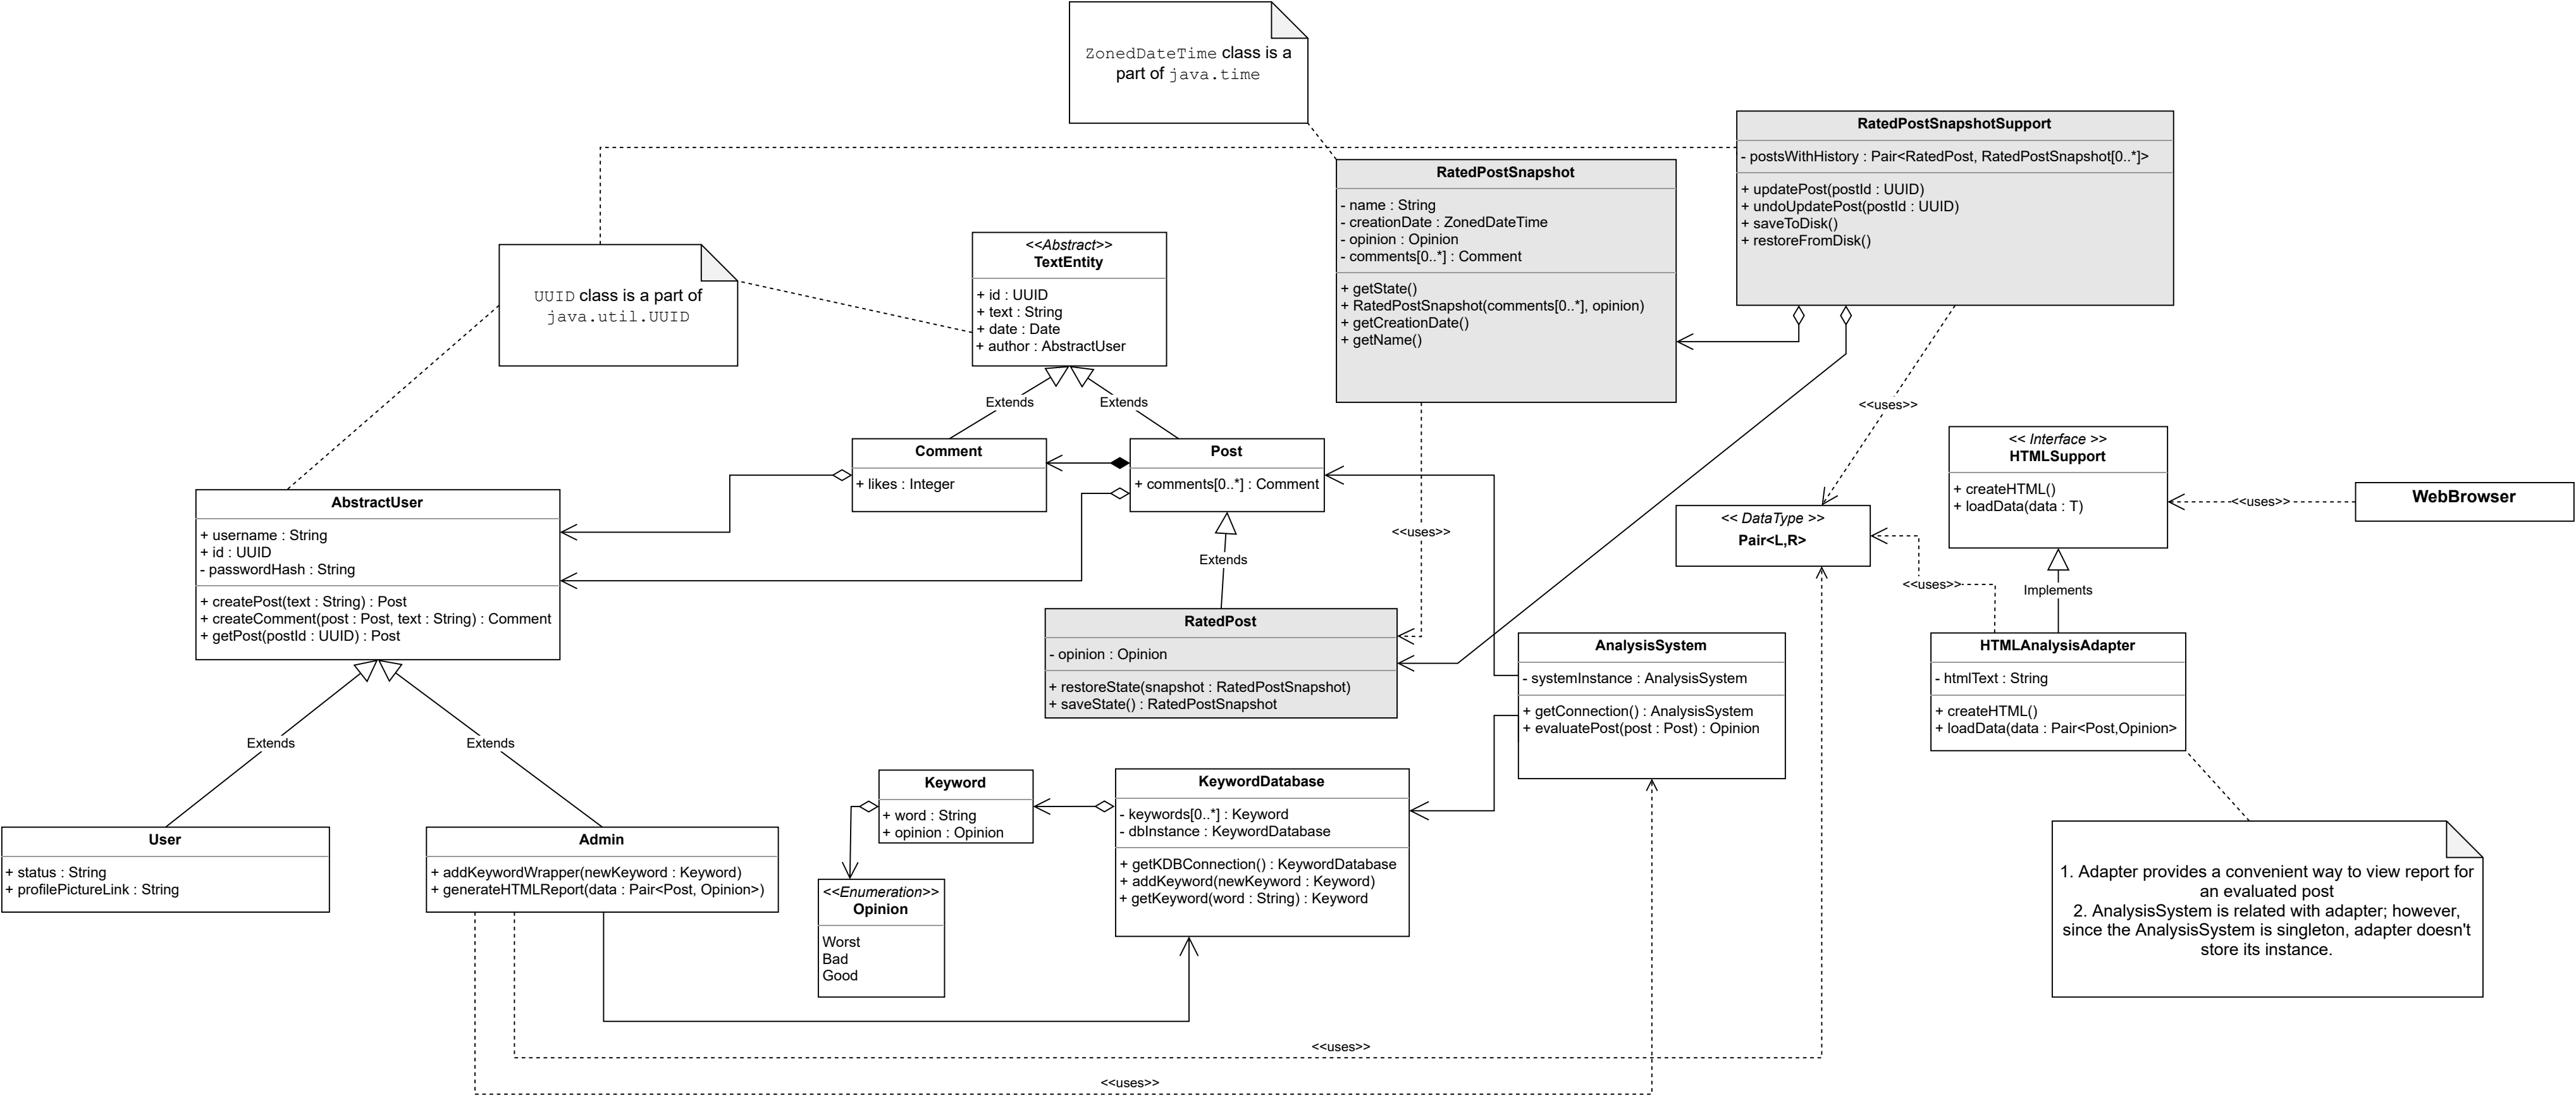 ZonedDateTime class is a
part of java.time
RatedPostSnapshotSupport
- postsWithHistory : Pair<RatedPost, RatedPostSnapshot[0..*]>
+ updatePost(postId : UUID)
+ undoUpdatePost(postId : UUID)
+ saveToDisk()
+ restoreFromDisk()
RatedPostSnapshot
- name : String
- creationDate : ZonedDateTime
- opinion : Opinion
- comments[0..*] : Comment
+ getState()
+ RatedPostSnapshot(comments[0..*], opinion)
+ getCreationDate()
+ getName()
<<Abstract>>
TextEntity
+ id : UUID
+ text : String
+ date : Date
+ author : AbstractUser
UUID class is a part of
java.util.UUID
Extends
Extends
<<uses>>
Comment
+ likes : Integer
Post
+ comments[0..*] : Comment
<< Interface >>
HTMLSupport
+ createHTML()
+ loadData(data : T)
<<uses>>
WebBrowser
AbstractUser
+ username : String
+ id : UUID
- passwordHash : String
+ createPost(text : String) : Post
+ createComment(post : Post, text : String) : Comment
+ getPost(postId : UUID) : Post
<< DataType >>
Pair<L,R>
<<uses>>
Extends
<<uses>>
Implements
RatedPost
- opinion : Opinion
+ restoreState(snapshot : RatedPostSnapshot)
+ saveState() : RatedPostSnapshot
AnalysisSystem
- systemInstance : AnalysisSystem
+ getConnection() : AnalysisSystem
+ evaluatePost(post : Post) : Opinion
HTMLAnalysisAdapter
- htmlText : String
+ createHTML()
+ loadData(data : Pair<Post,Opinion>
Extends
Extends
Keyword
+ word : String
+ opinion : Opinion
KeywordDatabase
- keywords[0..*] : Keyword
- dbInstance : KeywordDatabase
+ getKDBConnection() : KeywordDatabase
+ addKeyword(newKeyword : Keyword)
+ getKeyword(word : String) : Keyword
User
+ status : String
+ profilePictureLink : String
Admin
+ addKeywordWrapper(newKeyword : Keyword)
+ generateHTMLReport(data : Pair<Post, Opinion>)
<<Enumeration>>
Opinion
Worst
Bad
Good
1. Adapter provides a convenient way to view report for
an evaluated post
2. AnalysisSystem is related with adapter; however,
since the AnalysisSystem is singleton, adapter doesn't
store its instance.
<<uses>>
<<uses>>